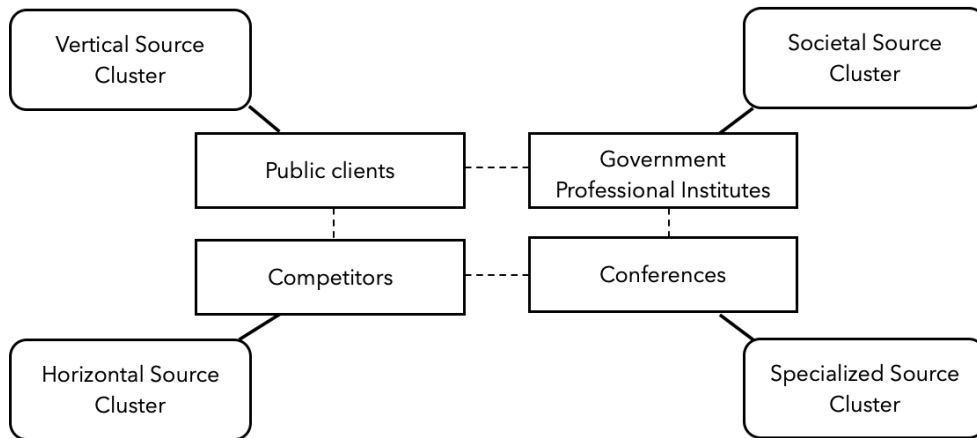 Vertical Source
Cluster
Societal Source
Cluster
Public clients
Government
Professional Institutes
Competitors
Conferences
Horizontal Source
Cluster
Specialized Source
Cluster